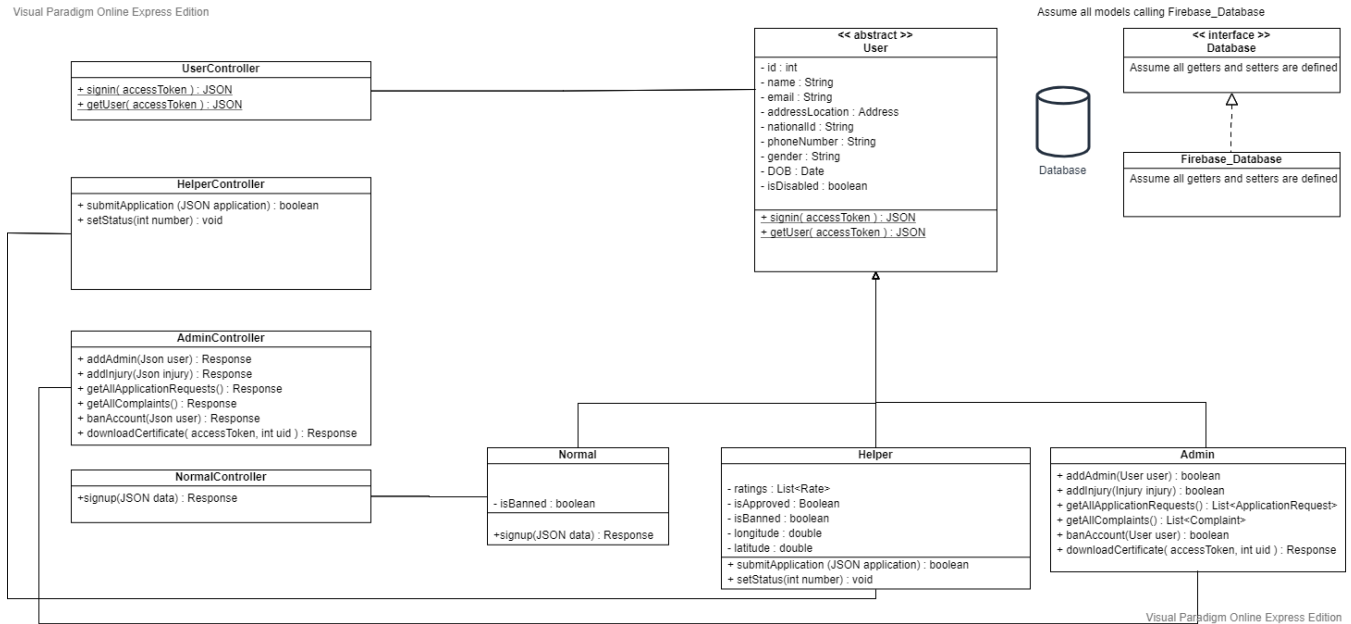 Visual Paradigm Online Express Edition
Assume all models calling Firebase_Database
UserController
+ signin( accessToken ) : JSON
+ getUser( accessToken ) : JSON
<< abstract >>
User
- id : int
- name : String
- email : String
- addressLocation : Address
- nationalId : String
- phoneNumber : String
- gender : String
- DOB : Date
- isDisabled : boolean
+ signin( accessToken ) : JSON
+ getUser( accessToken ) : JSON
Database
<< interface >>
Database
Assume all getters and setters are defined
Firebase_Database
Assume all getters and setters are defined
HelperController
+ submitApplication (JSON application) : boolean
+ setStatus(int number) : void
AdminController
+ addAdmin(Json user) : Response
+ addInjury(Json injury) : Response
+ getAllApplicationRequests() : Response
+ getAllComplaints() : Response
+ banAccount(Json user) : Response
+ downloadCertificate( accessToken, int uid ) : Response
NormalController
+signup(JSON data) : Response
Normal
- isBanned : boolean
+signup(JSON data) : Response
Helper
- ratings : List<Rate>
- isApproved : Boolean
- isBanned : boolean
- longitude : double
- latitude : double
+ submitApplication (JSON application) : boolean
+ setStatus(int number) : void
Admin
+ addAdmin(User user) : boolean
+ addInjury(Injury injury) : boolean
+ getAllApplicationRequests() : List<ApplicationRequest>
+ getAllComplaints() : List<Complaint>
+ banAccount(User user) : boolean
+ downloadCertificate( accessToken, int uid ) : Response
Visual Paradigm Online Express Edition